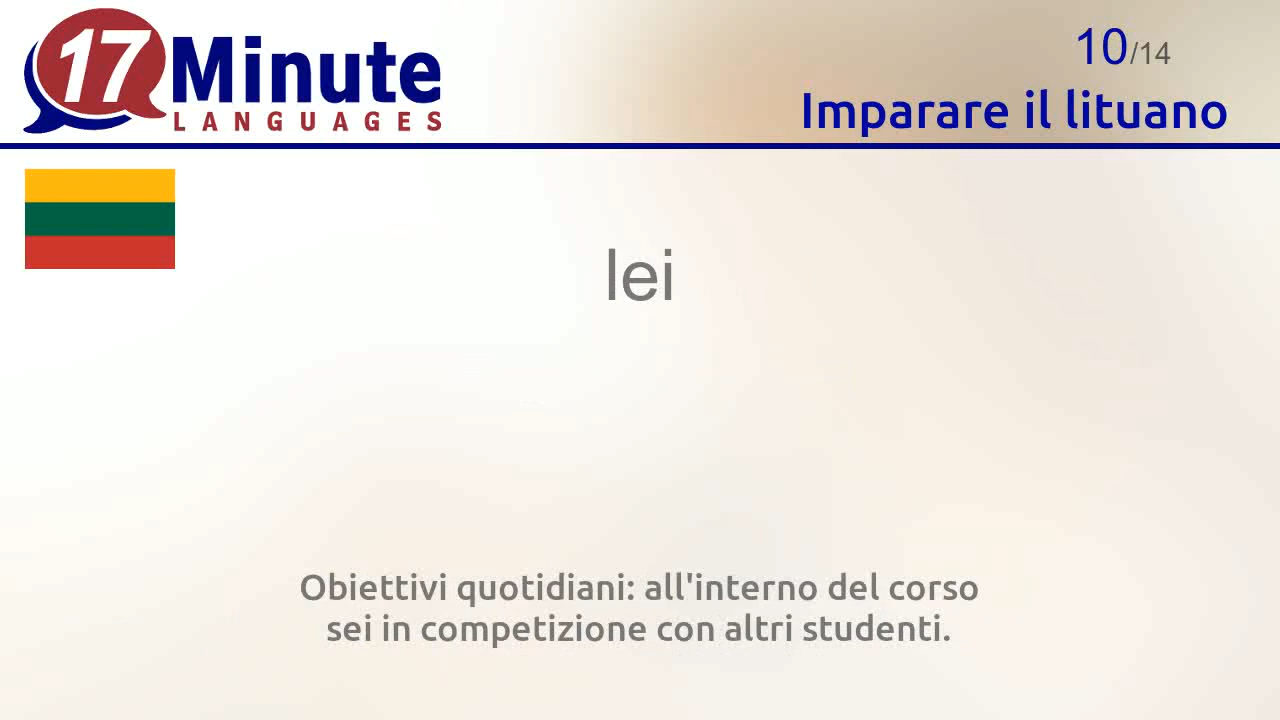 17 Minute
LANGUAGES
10/14
Imparare il lituano
lei
Obiettivi quotidiani: all'interno del corso
sei in competizione con altri studenti.